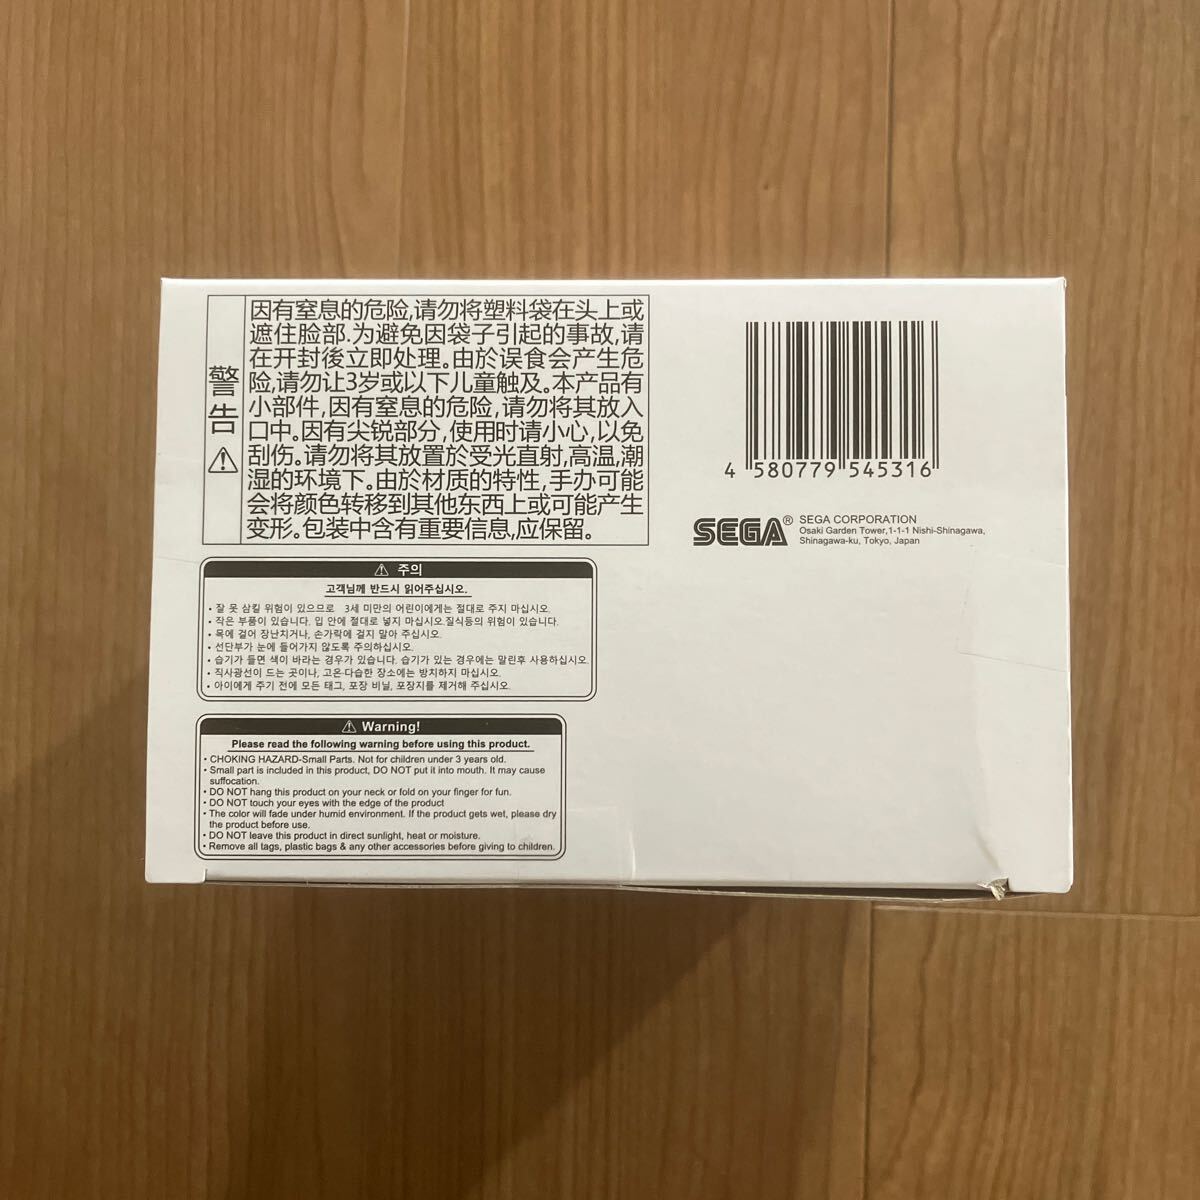 警告
因有窒息的危险,请勿将塑料袋在头上或
遮住脸部.为避免因袋子引起的事故,请
在开封後立即处理。由於误食会产生危
险,请勿让3岁或以下儿童触及。本产品有
小部件,因有窒息的危险,请勿将其放入
口中。因有尖锐部分,使用时请小心,以免
刮伤。请勿将其放置於受光直射,高温,潮
湿的环境下。由於材质的特性,手办可能
会将颜色转移到其他东西上或可能产生
变形。包装中含有重要信息,应保留。
4 580779 545316
SEGA® SEGA CORPORATION
Osaki Garden Tower,1-1-1 Nishi-Shinagawa,
Shinagawa-ku, Tokyo, Japan
주의
고객님께 반드시 읽어주십시오.
• 잘 못 삼킬 위험이 있으므로 3세 미만의 어린이에게는 절대로 주지 마십시오.
• 작은 부품이 있습니다. 입 안에 절대로 넣지 마십시오.질식등의 위험이 있습니다.
• 목에 걸어 장난치거나, 손가락에 걸지 말아 주십시오.
• 선단부가 눈에 들어가지 않도록 주의하십시오.
• 습기가 들면 색이 바라는 경우가 있습니다. 습기가 있는 경우에는 말린후 사용하십시오.
• 직사광선이 드는 곳이나, 고온·다습한 장소에는 방치하지 마십시오.
• 아이에게 주기 전에 모든 태그, 포장 비닐, 포장지를 제거해 주십시오.
Warning!
Please read the following warning before using this product.
• CHOKING HAZARD-Small Parts. Not for children under 3 years old.
• Small part is included in this product, DO NOT put it into mouth. It may cause
suffocation.
• DO NOT hang this product on your neck or fold on your finger for fun.
• DO NOT touch your eyes with the edge of the product
• The color will fade under humid environment. If the product gets wet, please dry
the product before use.
• DO NOT leave this product in direct sunlight, heat or moisture.
• Remove all tags, plastic bags & any other accessories before giving to children.